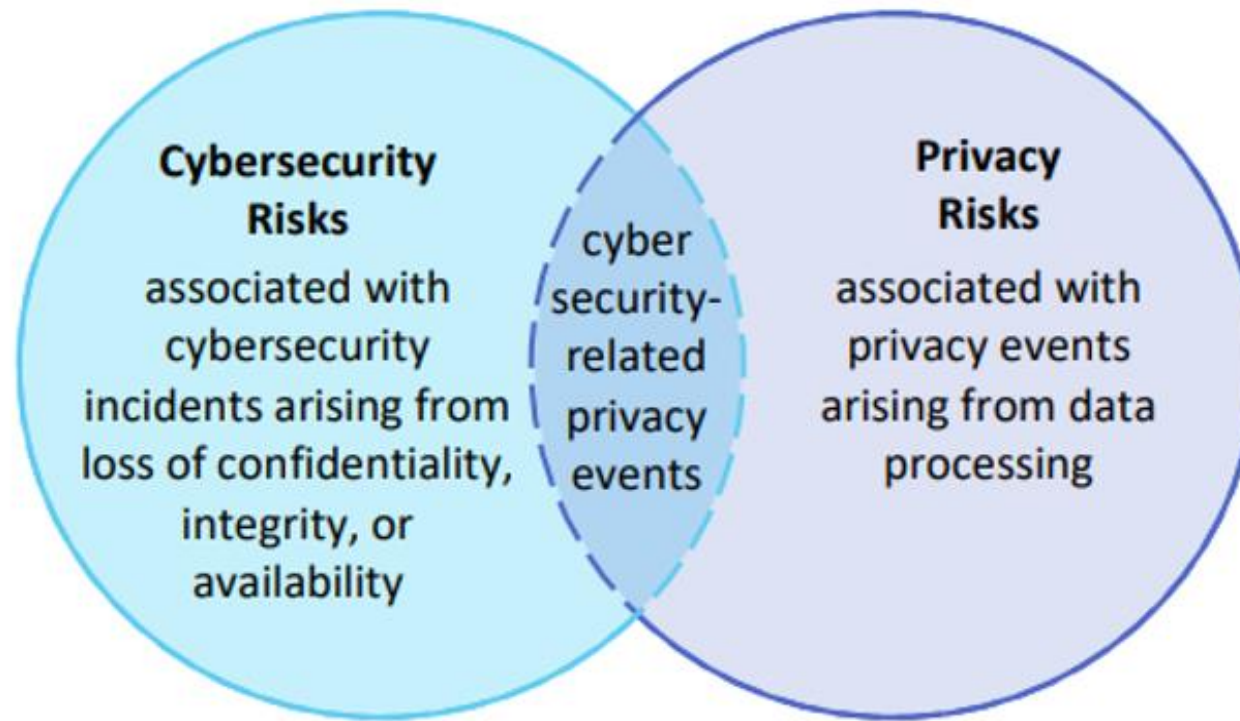 Cybersecurity
Risks
associated with
cybersecurity
incidents arising from
loss of confidentiality,
integrity, or
availability
cyber
security-
related
privacy
events
Privacy
Risks
associated with
privacy events
arising from data
processing